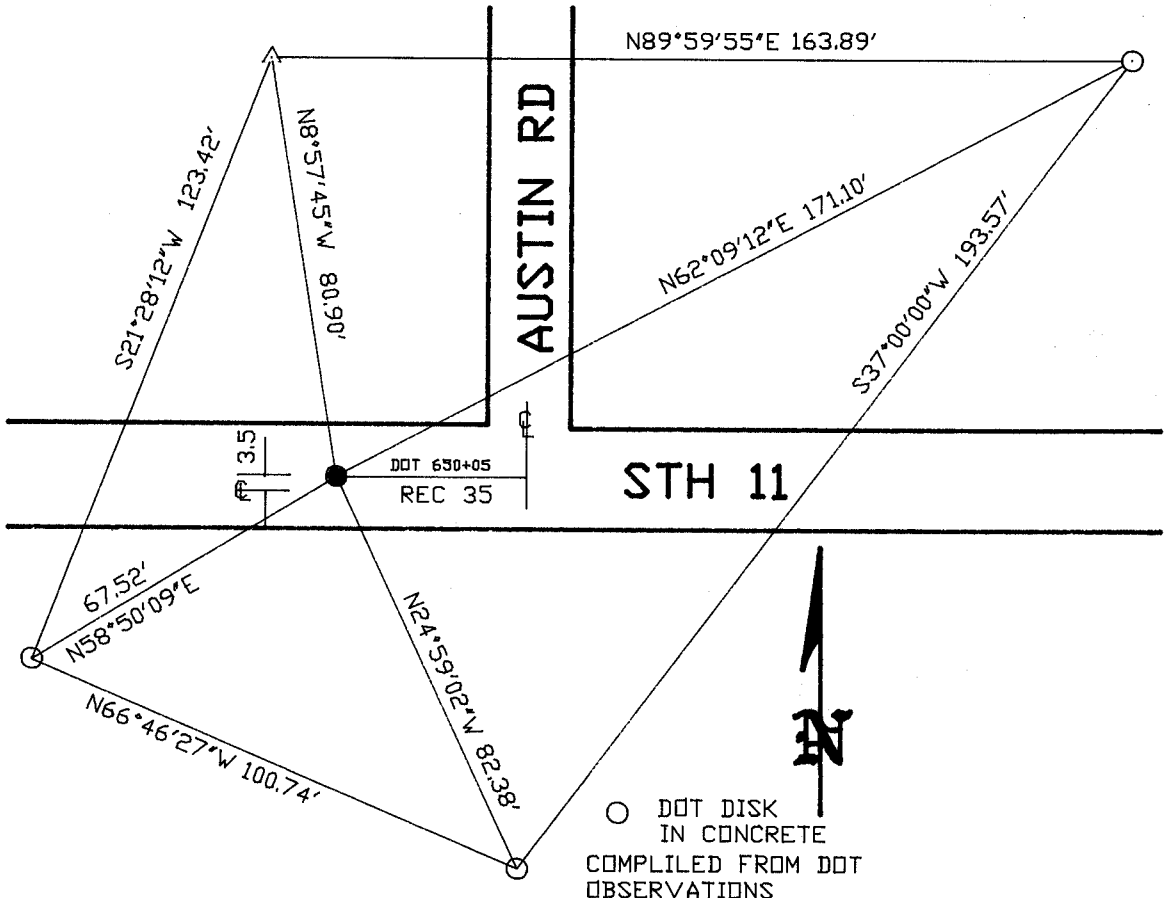 N89°59'55"E 163.89'
N8°57'45"W 80.90'
S21°28'12"W 123.42'
AUSTIN RD
N62°09'12"E 171.10'
S37°00'00"W 193.57'
3.5
DOT 650+05
REC 35
STH 11
67.52'
N58°50'09"E
N24°59'02"W 82.38'
N66°46'27"W 100.74'
N
DOT DISK
IN CONCRETE
COMPLILED FROM DOT
OBSERVATIONS